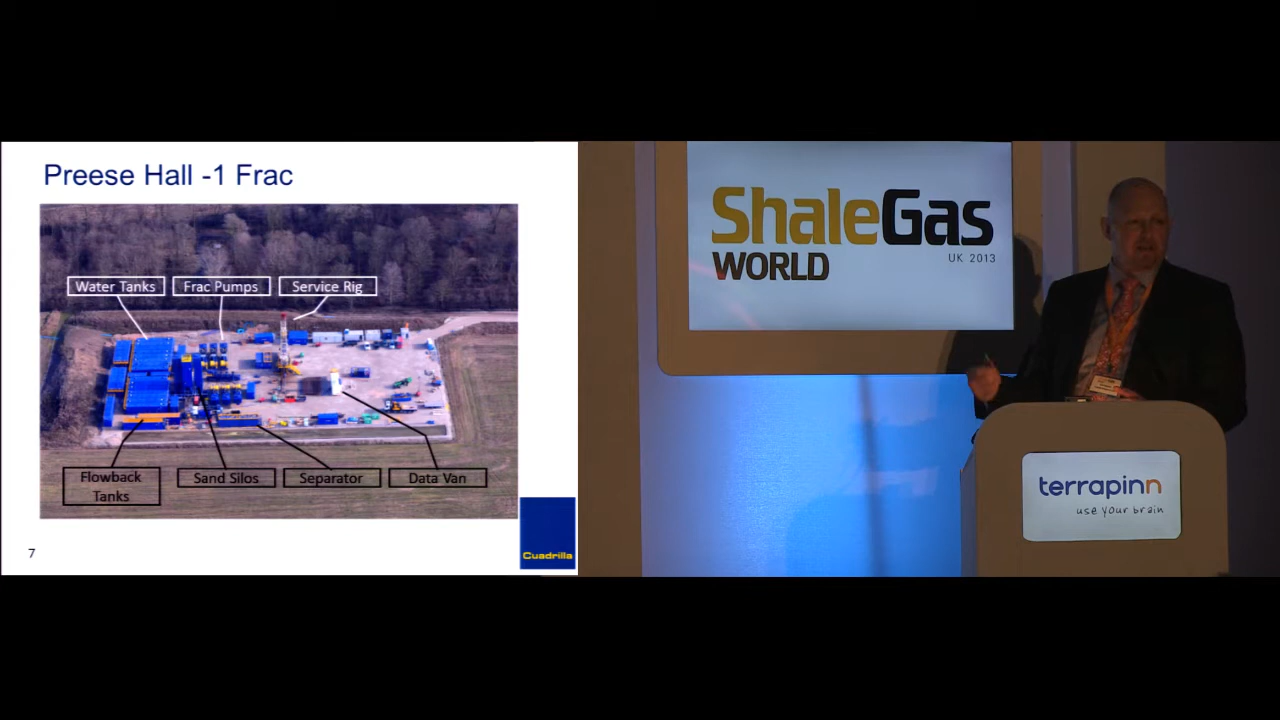 Preese Hall -1 Frac
Water Tanks
Frac Pumps
Service Rig
Flowback
Tanks
Sand Silos
Separator
Data Van
7
Cuadrilla
ShaleGas
UK 2013
WORLD
terrapinn
use your brain